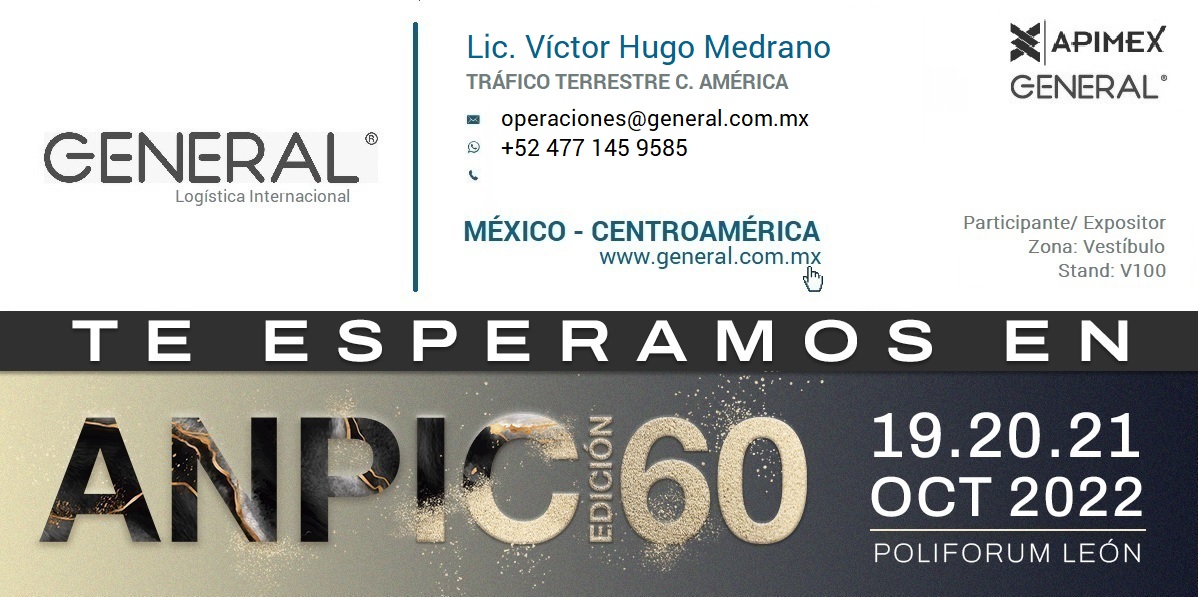 GENERAL®
Logística Internacional
Lic. Víctor Hugo Medrano
TRÁFICO TERRESTRE C. AMÉRICA
operaciones@general.com.mx
+52 477 145 9585
MÉXICO - CENTROAMÉRICA
www.general.com.mx
APIMEX
GENERAL®
Participante/ Expositor
Zona: Vestíbulo
Stand: V100
TE ESPERAMOS EN
ANPIC EDICIÓN 60
19.20.21
OCT 2022
POLIFORUM LEÓN